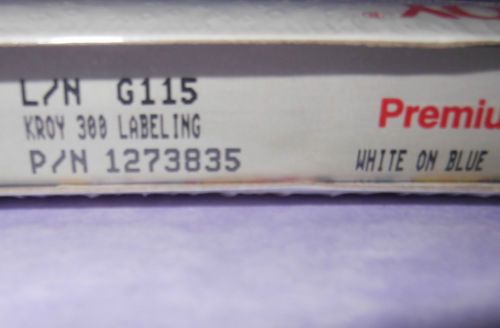 L/N G115
KROY 300 LABELING
P/N 1273835
Premiu
WHITE ON BLUE